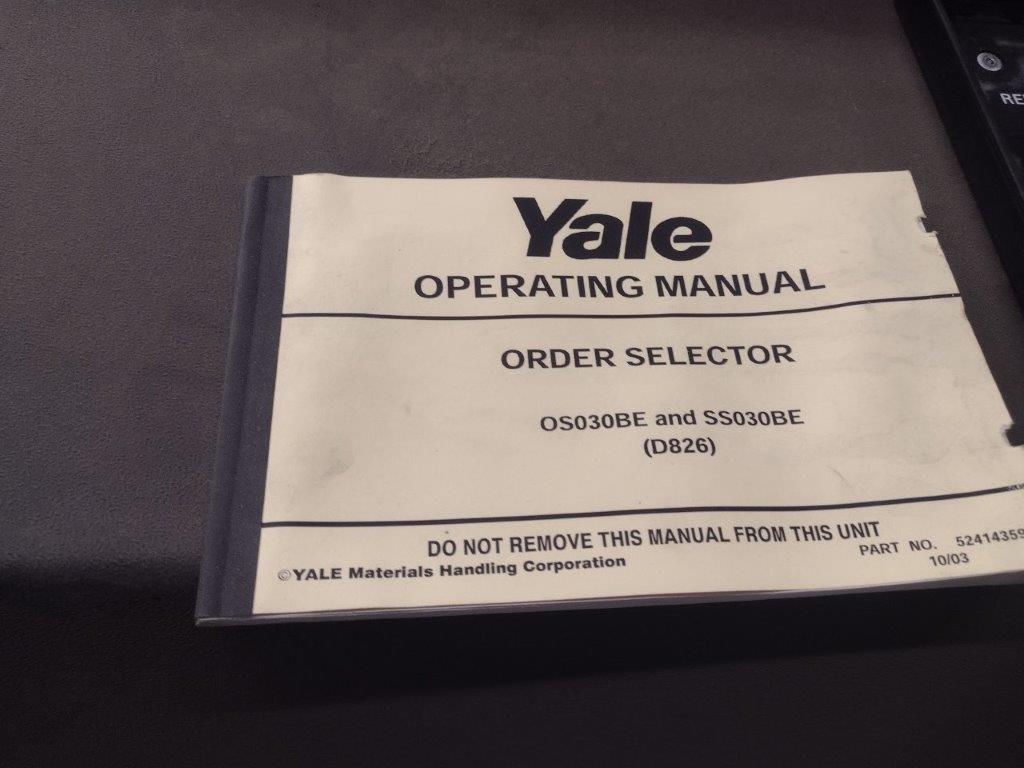 Yale
OPERATING MANUAL
ORDER SELECTOR
OS030BE and SS030BE
(D826)
DO NOT REMOVE THIS MANUAL FROM THIS UNIT
©YALE Materials Handling Corporation
PART NO. 52414359
10/03